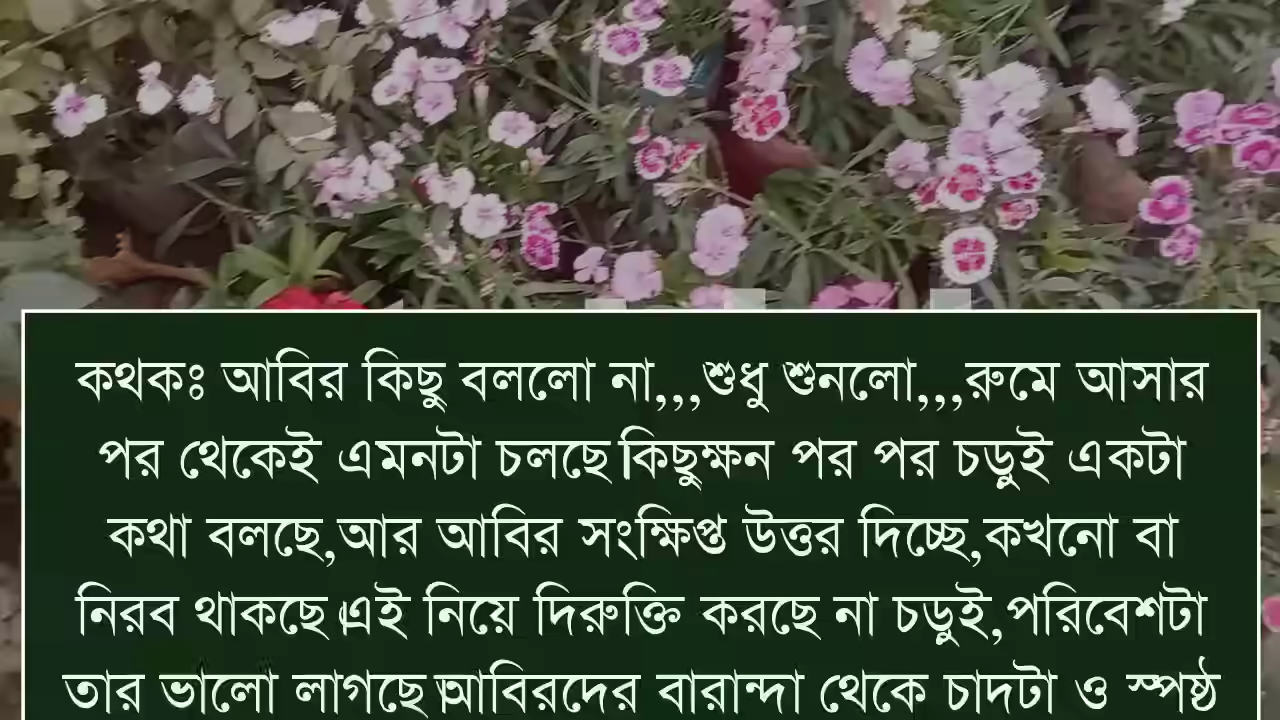 কথকঃ আবির কিছু বললো না,,,শুধু শুনলো,,,রুমে আসার
পর থেকেই এমনটা চলছে।কিছুক্ষন পর পর চড়ুই একটা
কথা বলছে,আর আবির সংক্ষিপ্ত উত্তর দিচ্ছে,কখনো বা
নিরব থাকছে।এই নিয়ে দিরুক্তি করছে না চড়ুই,পরিবেশটা
তার ভালো লাগছে।আবিরদের বারান্দা থেকে চাদটা ও স্পষ্ঠ